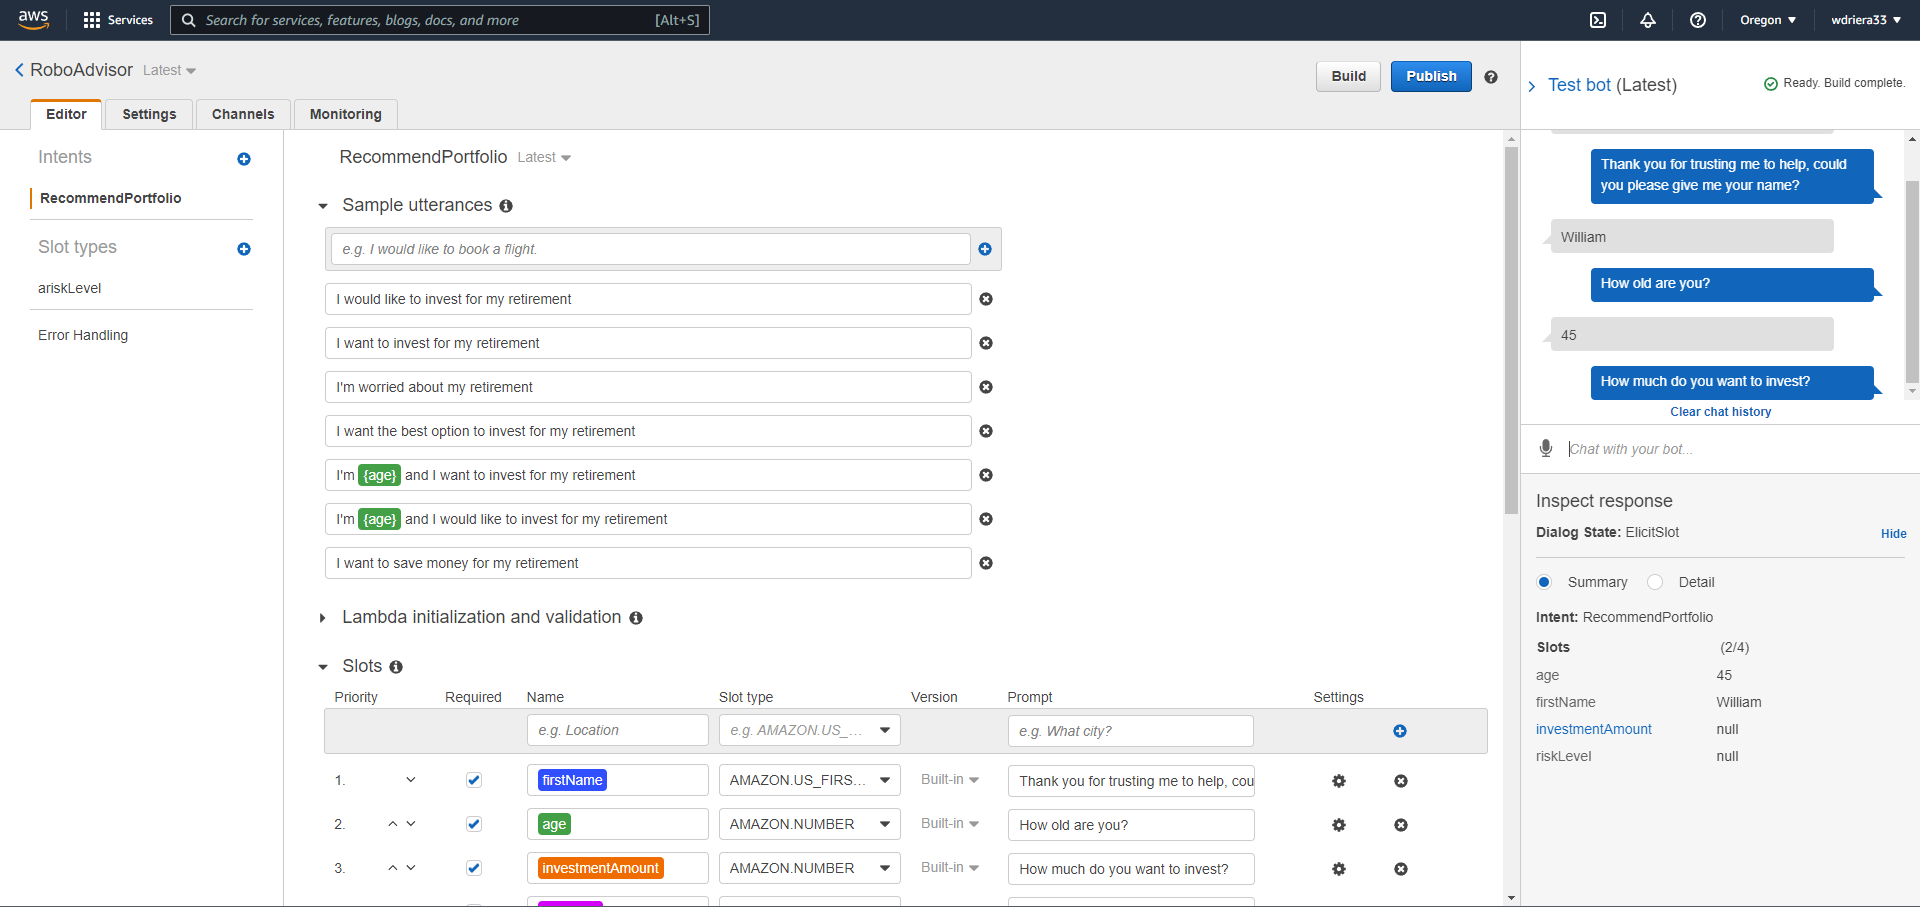 aws
Services
Search for services, features, blogs, docs, and more
[Alt+S]
Oregon
wdriera33
RoboAdvisor
Latest
Build
Publish
Editor
Settings
Channels
Monitoring
Intents
RecommendPortfolio
Slot types
ariskLevel
Error Handling
RecommendPortfolio Latest
Sample utterances
e.g. I would like to book a flight.
I would like to invest for my retirement
I want to invest for my retirement
I'm worried about my retirement
I want the best option to invest for my retirement
I'm {age} and I want to invest for my retirement
I'm {age} and I would like to invest for my retirement
I want to save money for my retirement
Lambda initialization and validation
Slots
Priority Required Name Slot type Version Prompt Settings
e.g. Location e.g. AMAZON.US_... e.g. What city?
1. firstName AMAZON.US_FIRS... Built-in Thank you for trusting me to help, cou
2. age AMAZON.NUMBER Built-in How old are you?
3. investmentAmount AMAZON.NUMBER Built-in How much do you want to invest?
Test bot (Latest)
Ready. Build complete.
Thank you for trusting me to help, could
you please give me your name?
William
How old are you?
45
How much do you want to invest?
Clear chat history
Chat with your bot...
Inspect response
Dialog State: ElicitSlot
Hide
Summary
Detail
Intent: RecommendPortfolio
Slots (2/4)
age 45
firstName William
investmentAmount null
riskLevel null